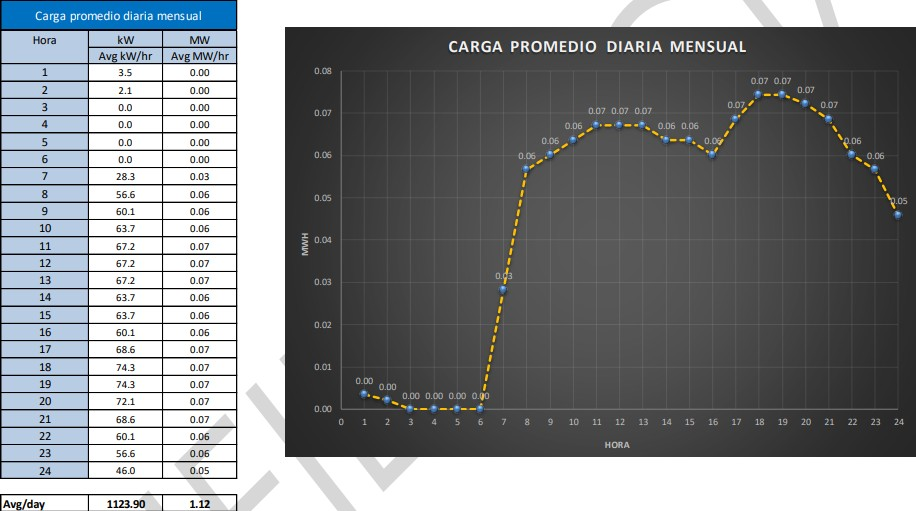 Carga promedio diaria mensual
Hora kW MW
Avg kW/hr Avg MW/hr
1 3.5 0.00
2 2.1 0.00
3 0.0 0.00
4 0.0 0.00
5 0.0 0.00
6 0.0 0.00
7 28.3 0.03
8 56.6 0.06
9 60.1 0.06
10 63.7 0.06
11 67.2 0.07
12 67.2 0.07
13 67.2 0.07
14 63.7 0.06
15 63.7 0.06
16 60.1 0.06
17 68.6 0.07
18 74.3 0.07
19 74.3 0.07
20 72.1 0.07
21 68.6 0.07
22 60.1 0.06
23 56.6 0.06
24 46.0 0.05
Avg/day 1123.90 1.12
CARGA PROMEDIO DIARIA MENSUAL
0.08
0.07
0.06
0.05
0.04
0.03
0.02
0.01
0.00
MWH
0.00 0.00 0.00 0.00 0.00 0.00 0.03 0.06 0.06 0.06 0.07 0.07 0.07 0.06 0.06 0.06 0.07 0.07 0.07 0.07 0.07 0.06 0.06 0.05
0 1 2 3 4 5 6 7 8 9 10 11 12 13 14 15 16 17 18 19 20 21 22 23 24
HORA